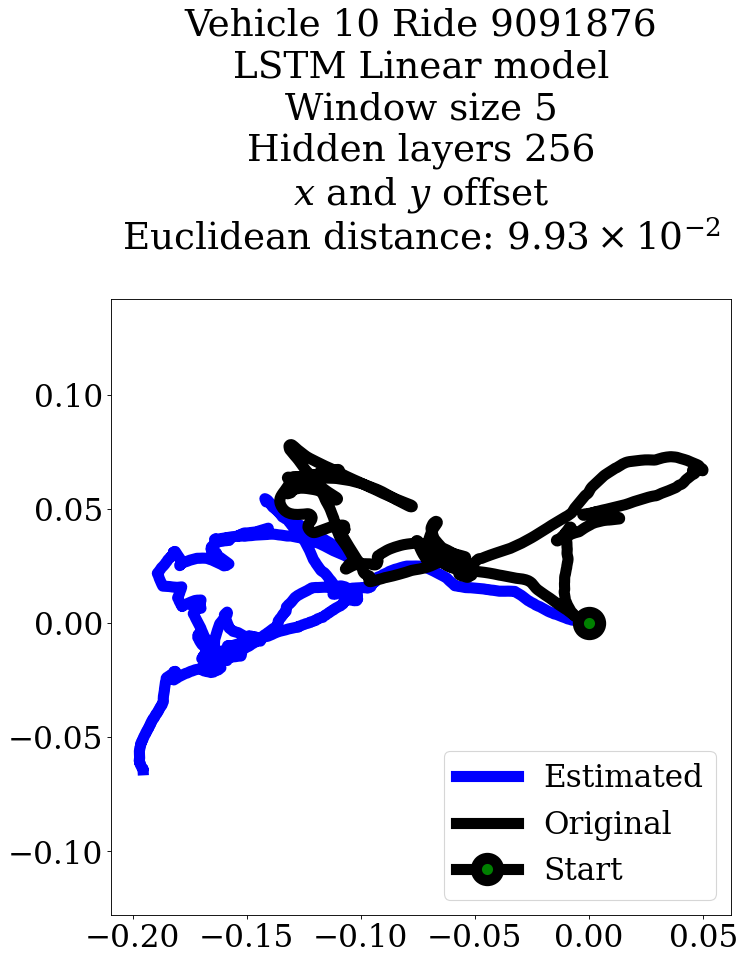 Vehicle 10 Ride 9091876
LSTM Linear model
Window size 5
Hidden layers 256
x and y offset
Euclidean distance: 9.93 × 10⁻²
0.10
0.05
0.00
−0.05
−0.10
Estimated
Original
Start
−0.20 −0.15 −0.10 −0.05 0.00 0.05